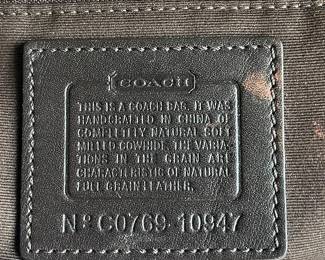 COACH
THIS IS A COACH BAG. IT WAS
HANDCRAFTED IN CHINA OF
COMPLETLY NATURAL SOFT
MILLED COWHIDE. THE VARIA-
TIONS IN THE GRAIN ARE
CHARACTERISTIC OF NATURAL
FULL GRAIN LEATHER.
Nº C0769-10947